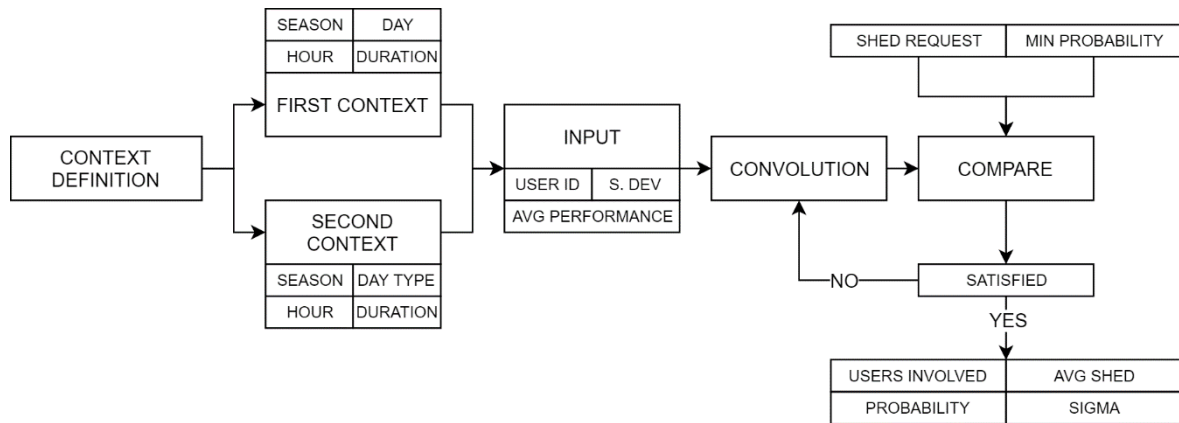 CONTEXT
DEFINITION
SEASON
DAY
HOUR
DURATION
FIRST CONTEXT
SECOND
CONTEXT
SEASON
DAY TYPE
HOUR
DURATION
INPUT
USER ID
S. DEV
AVG PERFORMANCE
CONVOLUTION
SHED REQUEST
MIN PROBABILITY
COMPARE
SATISFIED
NO
YES
USERS INVOLVED
AVG SHED
PROBABILITY
SIGMA